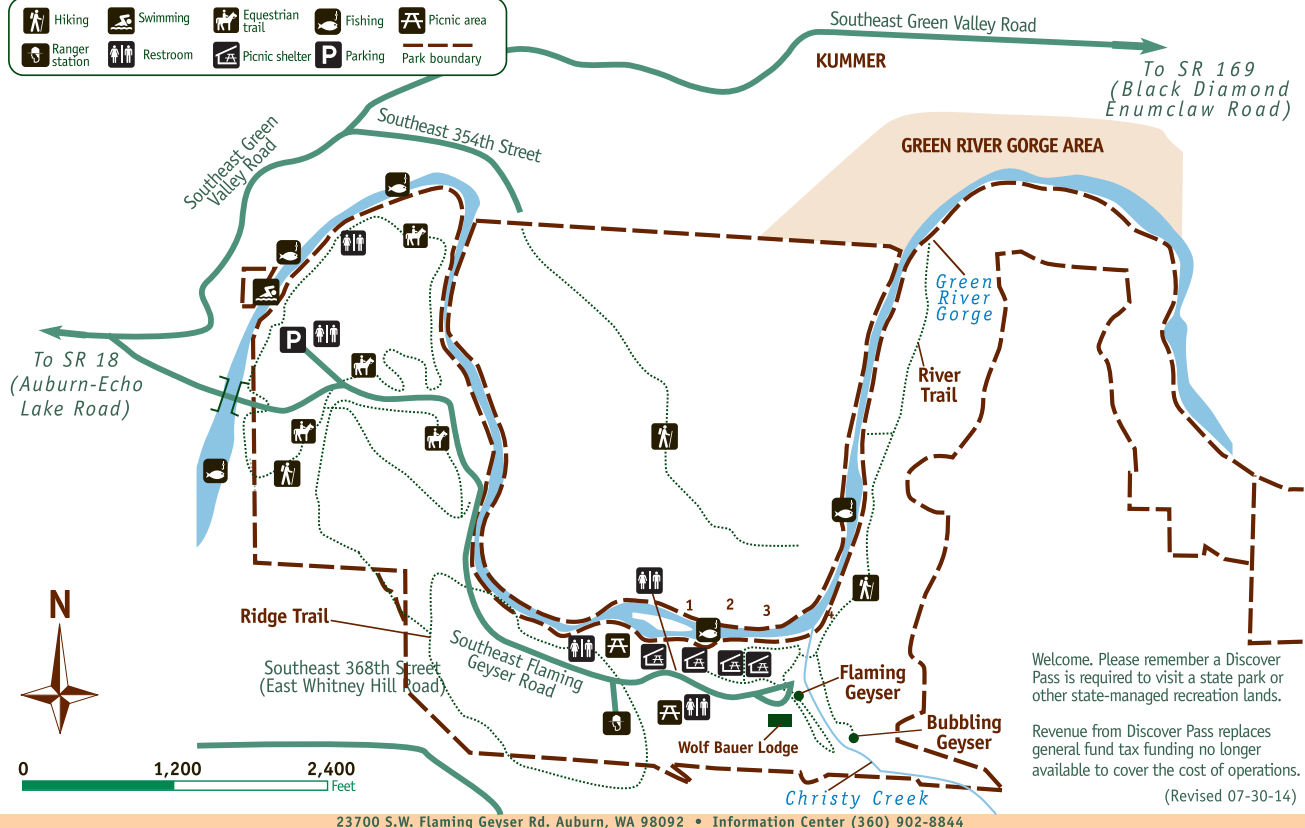 Hiking
Swimming
Equestrian
trail
Fishing
Picnic area
Ranger
station
Restroom
Picnic shelter
P
Parking
Park boundary
Southeast Green Valley Road
KUMMER
To SR 169
(Black Diamond
Enumclaw Road)
Southeast 354th Street
Southeast Green
Valley Road
GREEN RIVER GORGE AREA
Green
River
Gorge
P
To SR 18
(Auburn-Echo
Lake Road)
River
Trail
N
Ridge Trail
1
2
3
4
Southeast Flaming
Geyser Road
Southeast 368th Street
(East Whitney Hill Road)
Flaming
Geyser
Bubbling
Geyser
Wolf Bauer Lodge
Christy Creek
Welcome. Please remember a Discover
Pass is required to visit a state park or
other state-managed recreation lands.
Revenue from Discover Pass replaces
general fund tax funding no longer
available to cover the cost of operations.
(Revised 07-30-14)
0 1,200 2,400
Feet
23700 S.W. Flaming Geyser Rd. Auburn, WA 98092 • Information Center (360) 902-8844